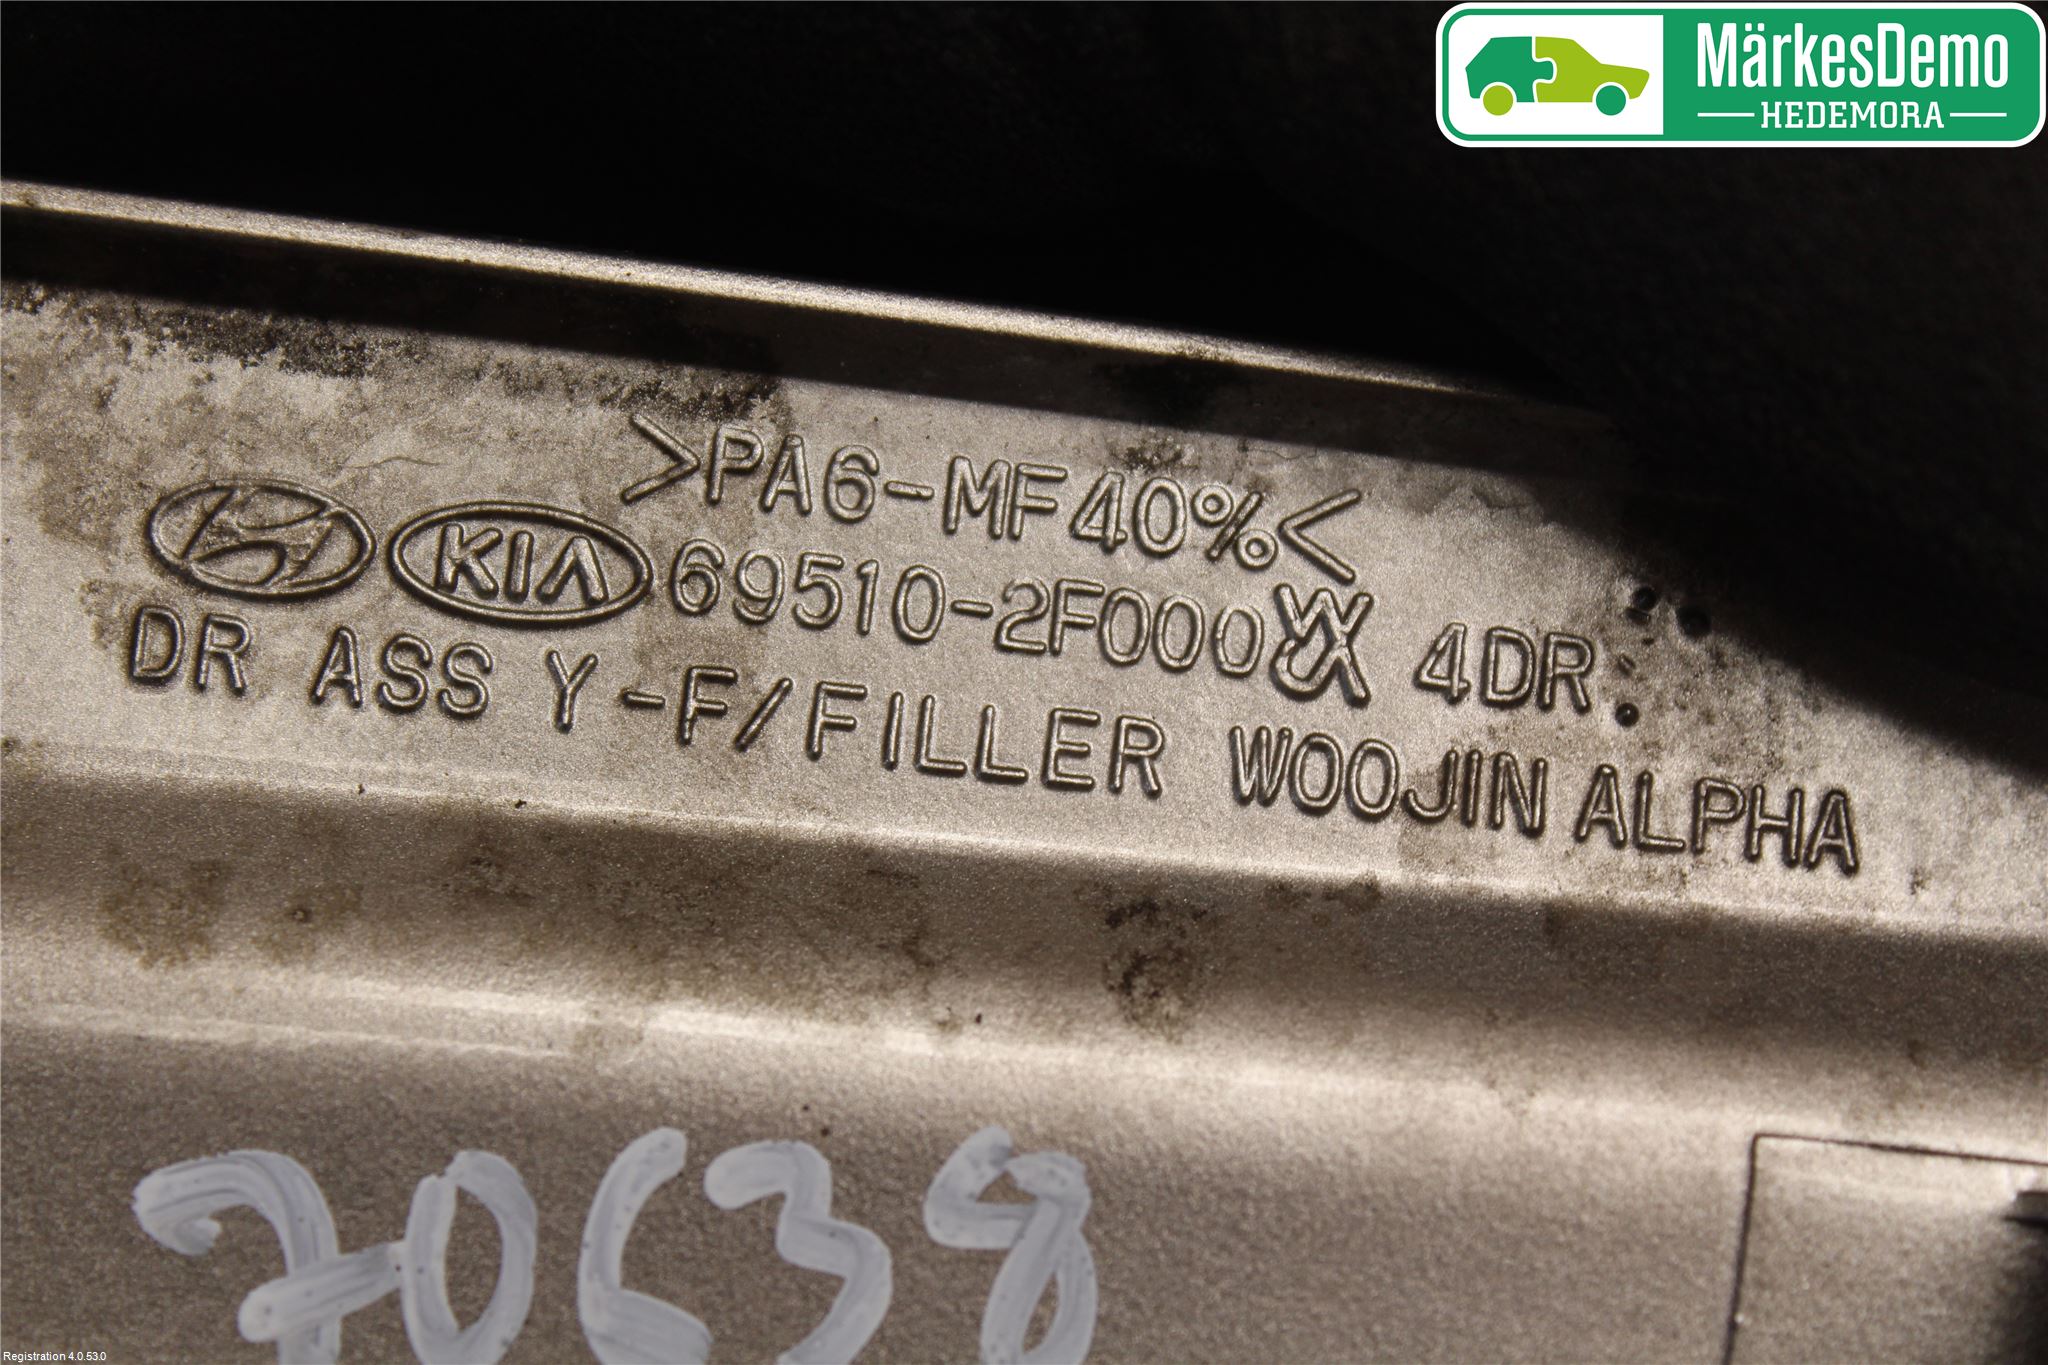 MärkesDemo
HEDEMORA
>PA6-MF40%<
KIA 69510-2F000 4DR
DR ASS Y-F/FILLER WOOJIN ALPHA
70638
Registration 4.0.53.0